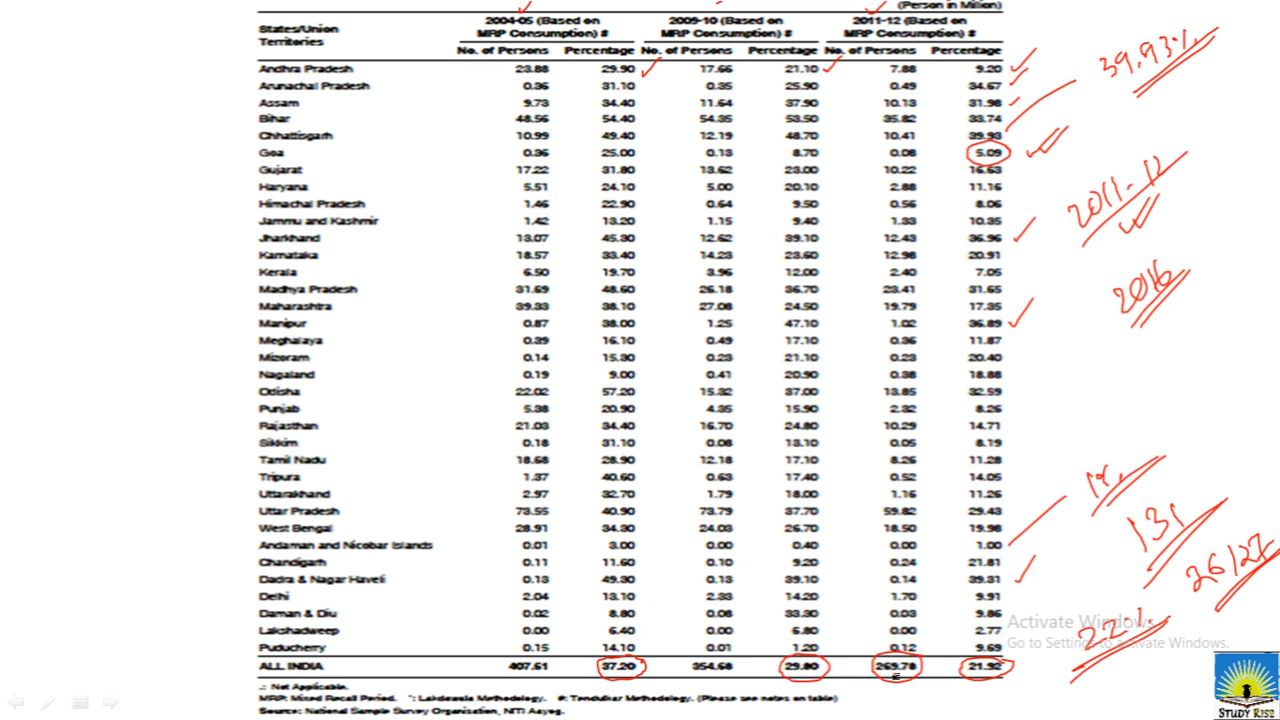 (Person in Million)
States/Union Territories 2004-05 (Based on MRP Consumption) # 2009-10 (Based on MRP Consumption) # 2011-12 (Based on MRP Consumption) #
No. of Persons Percentage No. of Persons Percentage No. of Persons Percentage
Andhra Pradesh 23.88 29.90 17.66 21.10 7.88 9.20
Arunachal Pradesh 0.36 31.10 0.35 25.90 0.49 34.67
Assam 9.73 34.40 11.64 37.90 10.13 31.98
Bihar 48.56 54.40 54.35 53.50 35.82 33.74
Chhattisgarh 10.99 49.40 12.19 48.70 10.41 39.93
Goa 0.36 25.00 0.13 8.70 0.08 5.09
Gujarat 17.22 31.80 13.62 23.00 10.22 16.63
Haryana 5.51 24.10 5.00 20.10 2.88 11.16
Himachal Pradesh 1.46 22.90 0.64 9.50 0.56 8.06
Jammu and Kashmir 1.42 13.20 1.15 9.40 1.33 10.35
Jharkhand 13.07 45.30 12.62 39.10 12.43 36.96
Karnataka 18.57 33.40 14.23 23.60 12.98 20.91
Kerala 6.50 19.70 3.96 12.00 2.40 7.05
Madhya Pradesh 31.69 48.60 26.18 36.70 23.41 31.65
Maharashtra 39.33 38.10 27.08 24.50 19.79 17.35
Manipur 0.87 38.00 1.25 47.10 1.02 36.89
Meghalaya 0.39 16.10 0.49 17.10 0.36 11.87
Mizoram 0.14 15.30 0.23 21.10 0.23 20.40
Nagaland 0.19 9.00 0.41 20.90 0.38 18.88
Odisha 22.02 57.20 15.32 37.00 13.85 32.59
Punjab 5.38 20.90 4.35 15.90 2.32 8.26
Rajasthan 21.03 34.40 16.70 24.80 10.29 14.71
Sikkim 0.18 31.10 0.08 13.10 0.05 8.19
Tamil Nadu 18.68 28.90 12.18 17.10 8.26 11.28
Tripura 1.37 40.60 0.63 17.40 0.52 14.05
Uttarakhand 2.97 32.70 1.79 18.00 1.16 11.26
Uttar Pradesh 73.55 40.90 73.79 37.70 59.82 29.43
West Bengal 28.91 34.30 24.03 26.70 18.50 19.98
Andaman and Nicobar Islands 0.01 3.00 0.00 0.40 0.00 1.00
Chandigarh 0.11 11.60 0.10 9.20 0.24 21.81
Dadra & Nagar Haveli 0.13 49.30 0.13 39.10 0.14 39.31
Delhi 2.04 13.10 2.33 14.20 1.70 9.91
Daman & Diu 0.02 8.80 0.08 33.30 0.03 9.86
Lakshadweep 0.00 6.40 0.00 6.80 0.00 2.77
Puducherry 0.15 14.10 0.01 1.20 0.12 9.69
ALL INDIA 407.61 37.20 354.68 29.80 269.78 21.92
.: Not Applicable.
MRP: Mixed Recall Period. *: Lakdawala Methodology. #: Tendulkar Methodology. (Please see notes on table)
Source: National Sample Survey Organisation, NITI Aayog.
39.93%
2011-12
2016
1%
131
26/27
22%
Activate Windows
Go to Settings to activate Windows.
STUDY RISE